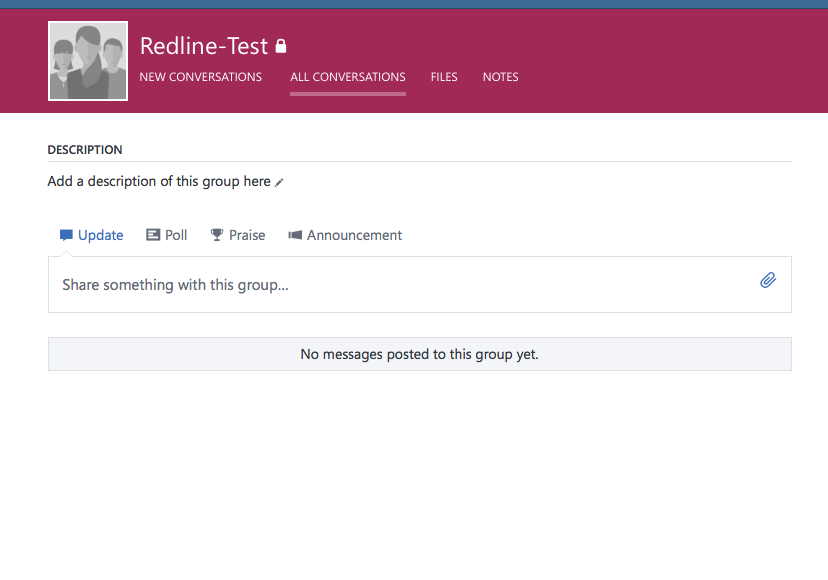 Redline-Test
NEW CONVERSATIONS ALL CONVERSATIONS FILES NOTES
DESCRIPTION
Add a description of this group here
Update Poll Praise Announcement
Share something with this group...
No messages posted to this group yet.